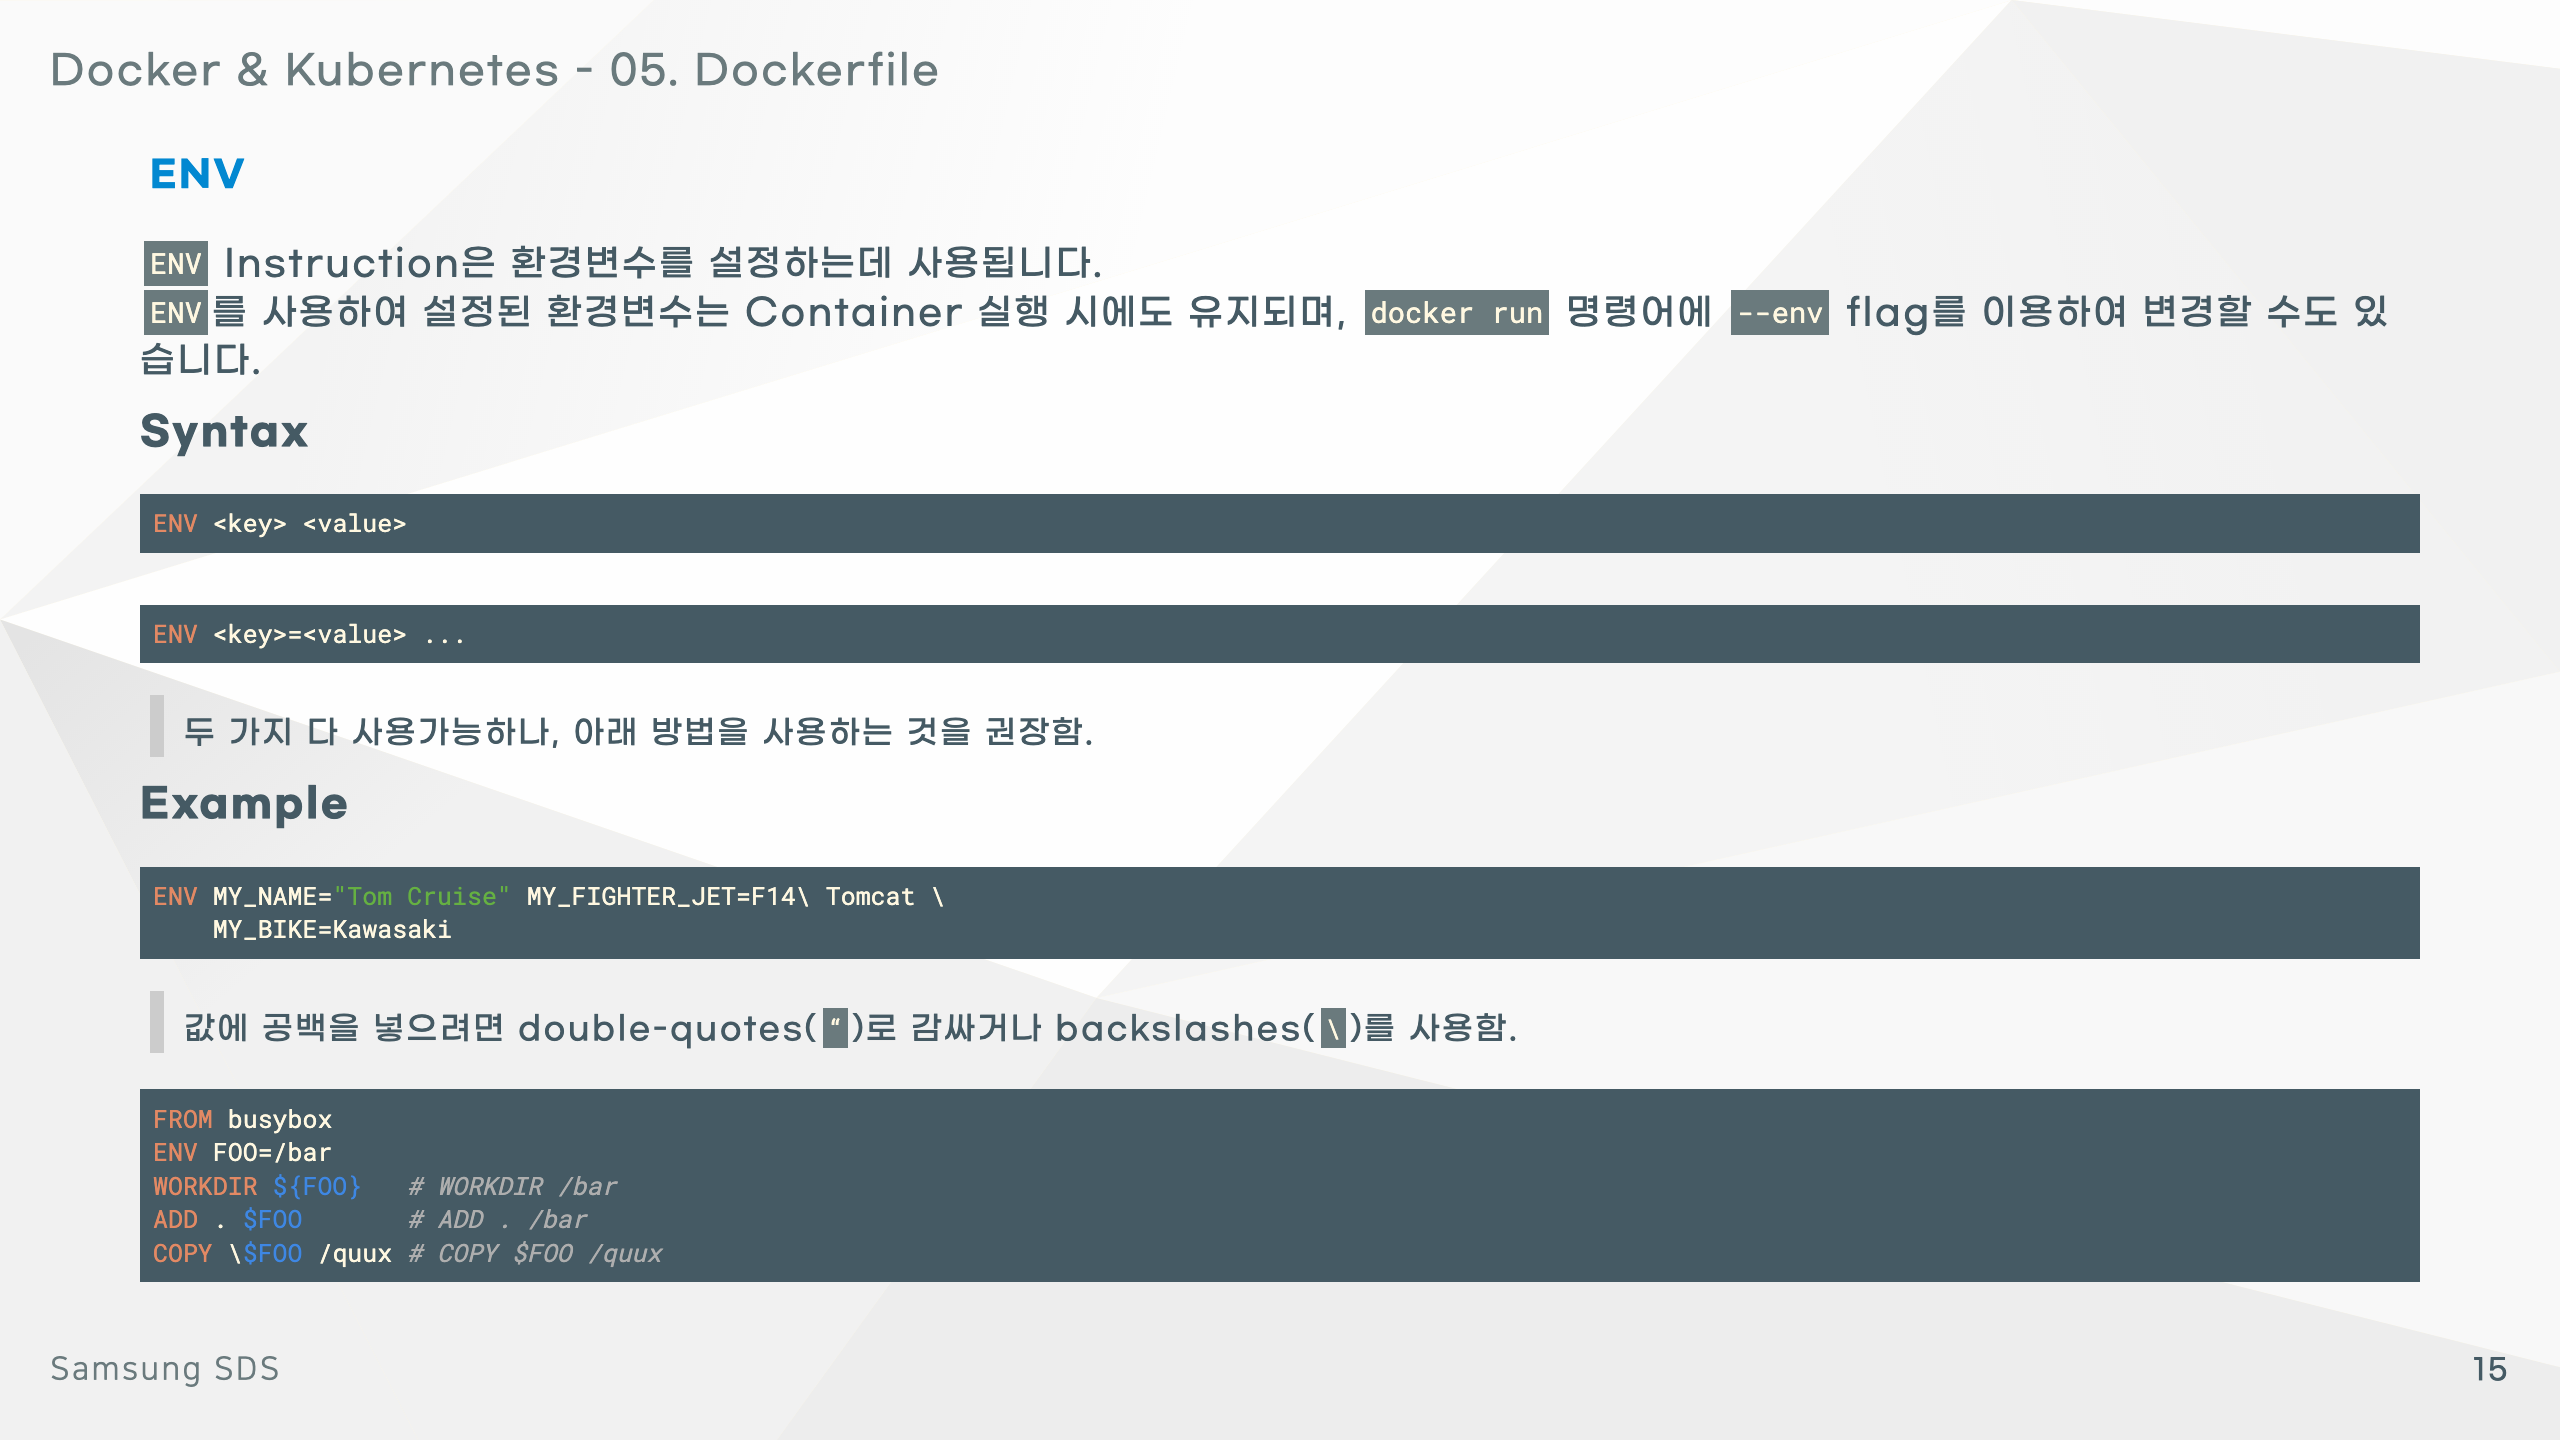 Docker & Kubernetes - 05. Dockerfile
ENV
ENV Instruction은 환경변수를 설정하는데 사용됩니다.
ENV를 사용하여 설정된 환경변수는 Container 실행 시에도 유지되며, docker run 명령어에 --env flag를 이용하여 변경할 수도 있
습니다.
Syntax
ENV <key> <value>
ENV <key>=<value> ...
두 가지 다 사용가능하나, 아래 방법을 사용하는 것을 권장함.
Example
ENV MY_NAME="Tom Cruise" MY_FIGHTER_JET=F14\ Tomcat \
    MY_BIKE=Kawasaki
값에 공백을 넣으려면 double-quotes(“)로 감싸거나 backslashes(\)를 사용함.
FROM busybox
ENV FOO=/bar
WORKDIR ${FOO}   # WORKDIR /bar
ADD . $FOO       # ADD . /bar
COPY \$FOO /quux # COPY $FOO /quux
Samsung SDS
15